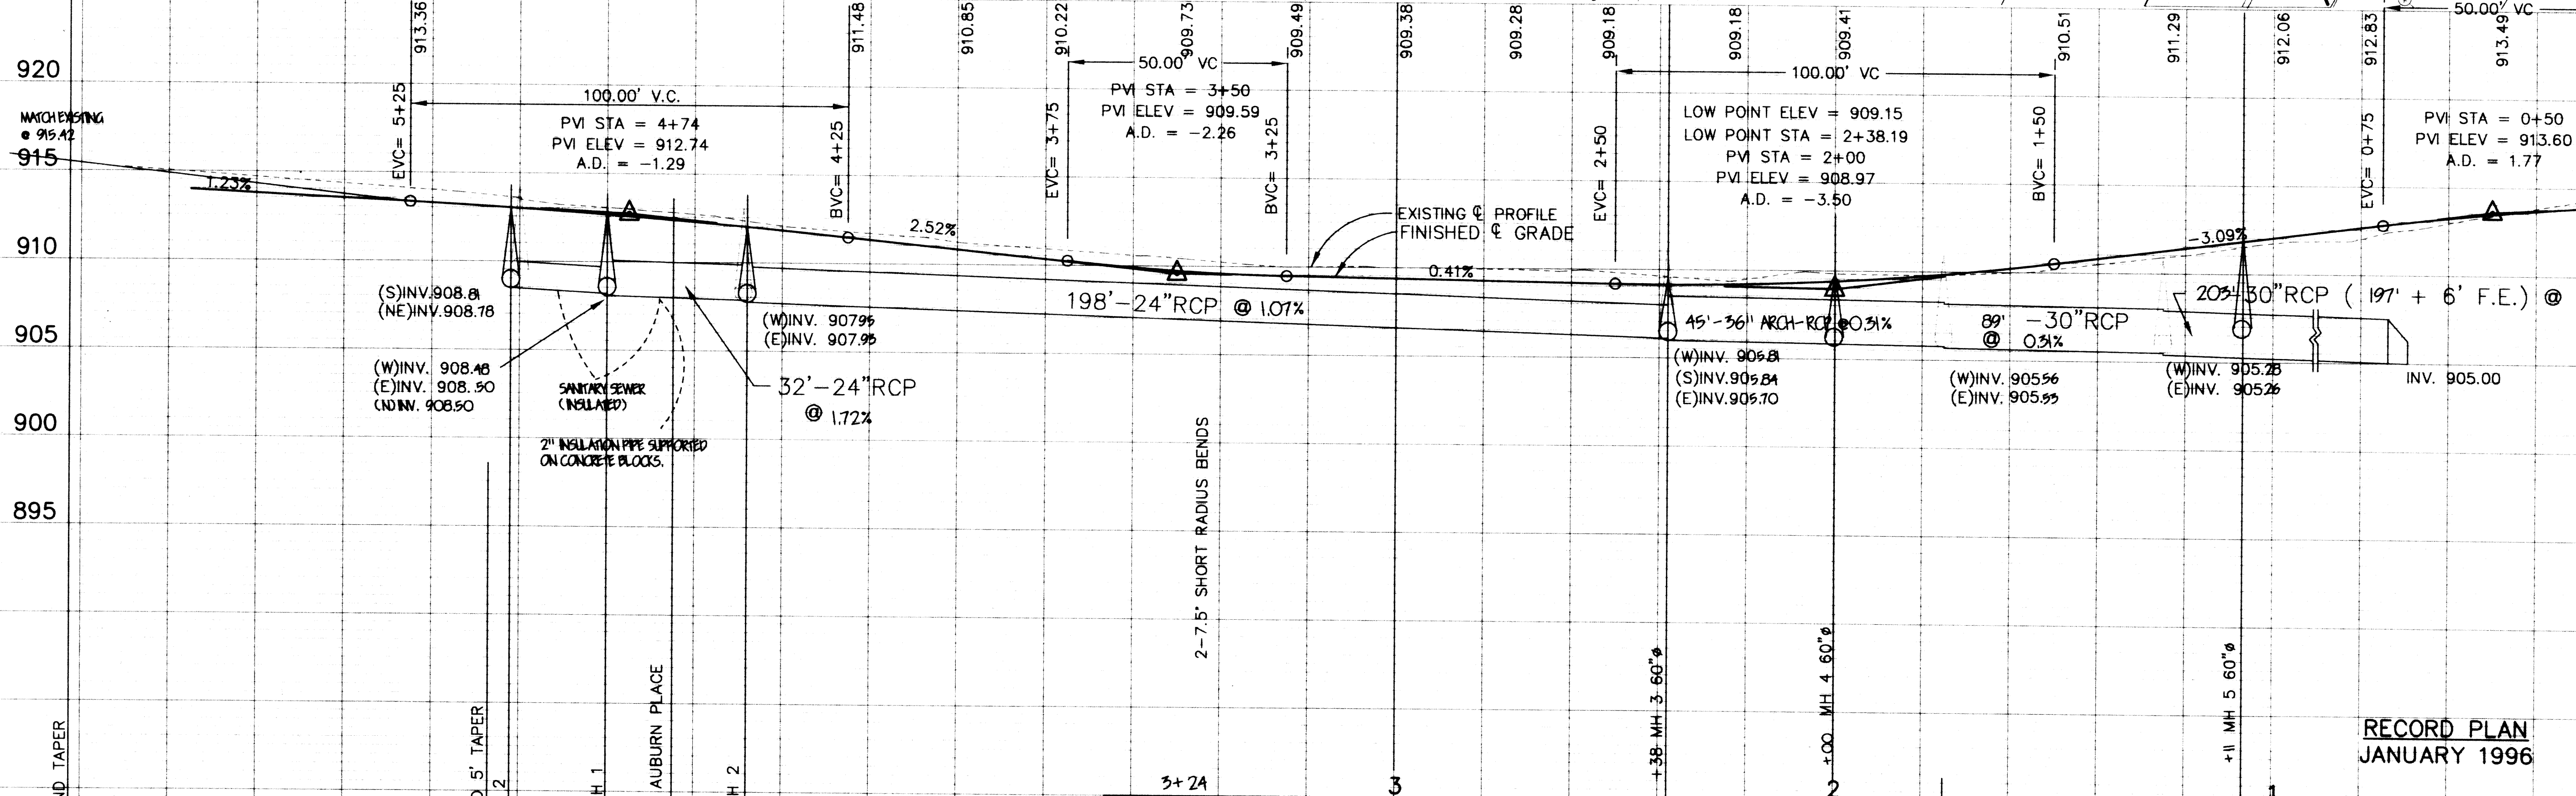 913.36
911.48
910.85
910.22
909.73
909.49
909.38
909.28
909.18
909.18
909.41
910.51
911.29
912.06
912.83
913.49
50.00' VC
920
915
910
905
900
895
MATCH EXISTING
@ 915.42
1.23%
EVC= 5+25
100.00' V.C.
PVI STA = 4+74
PVI ELEV = 912.74
A.D. = -1.29
BVC= 4+25
2.52%
EVC= 3+75
50.00' VC
PVI STA = 3+50
PVI ELEV = 909.59
A.D. = -2.26
BVC= 3+25
EXISTING ℄ PROFILE
FINISHED ℄ GRADE
0.41%
EVC= 2+50
100.00' VC
LOW POINT ELEV = 909.15
LOW POINT STA = 2+38.19
PVI STA = 2+00
PVI ELEV = 908.97
A.D. = -3.50
BVC= 1+50
-3.09%
EVC= 0+75
PVI STA = 0+50
PVI ELEV = 913.60
A.D. = 1.77
(S)INV.908.81
(NE)INV.908.78
(W)INV. 908.48
(E)INV. 908.50
(N)INV. 908.50
SANITARY SEWER
(INSULATED)
2" INSULATION PIPE SUPPORTED
ON CONCRETE BLOCKS.
(W)INV. 907.95
(E)INV. 907.95
32'-24"RCP
@ 1.72%
198'-24"RCP @ 1.07%
45'-36" ARCH-RCP @0.31%
(W)INV. 905.81
(S)INV.905.84
(E)INV.905.70
89' -30"RCP
@ 0.31%
(W)INV. 905.56
(E)INV. 905.55
203'-30"RCP ( 197' + 6' F.E.) @
(W)INV. 905.28
(E)INV. 905.26
INV. 905.00
2-7.5° SHORT RADIUS BENDS
ND TAPER
5' TAPER
2
H 1
AUBURN PLACE
H 2
3+24
3
+38 MH 3 60"ø
+00 MH 4 60"ø
2
+11 MH 5 60"ø
1
RECORD PLAN
JANUARY 1996